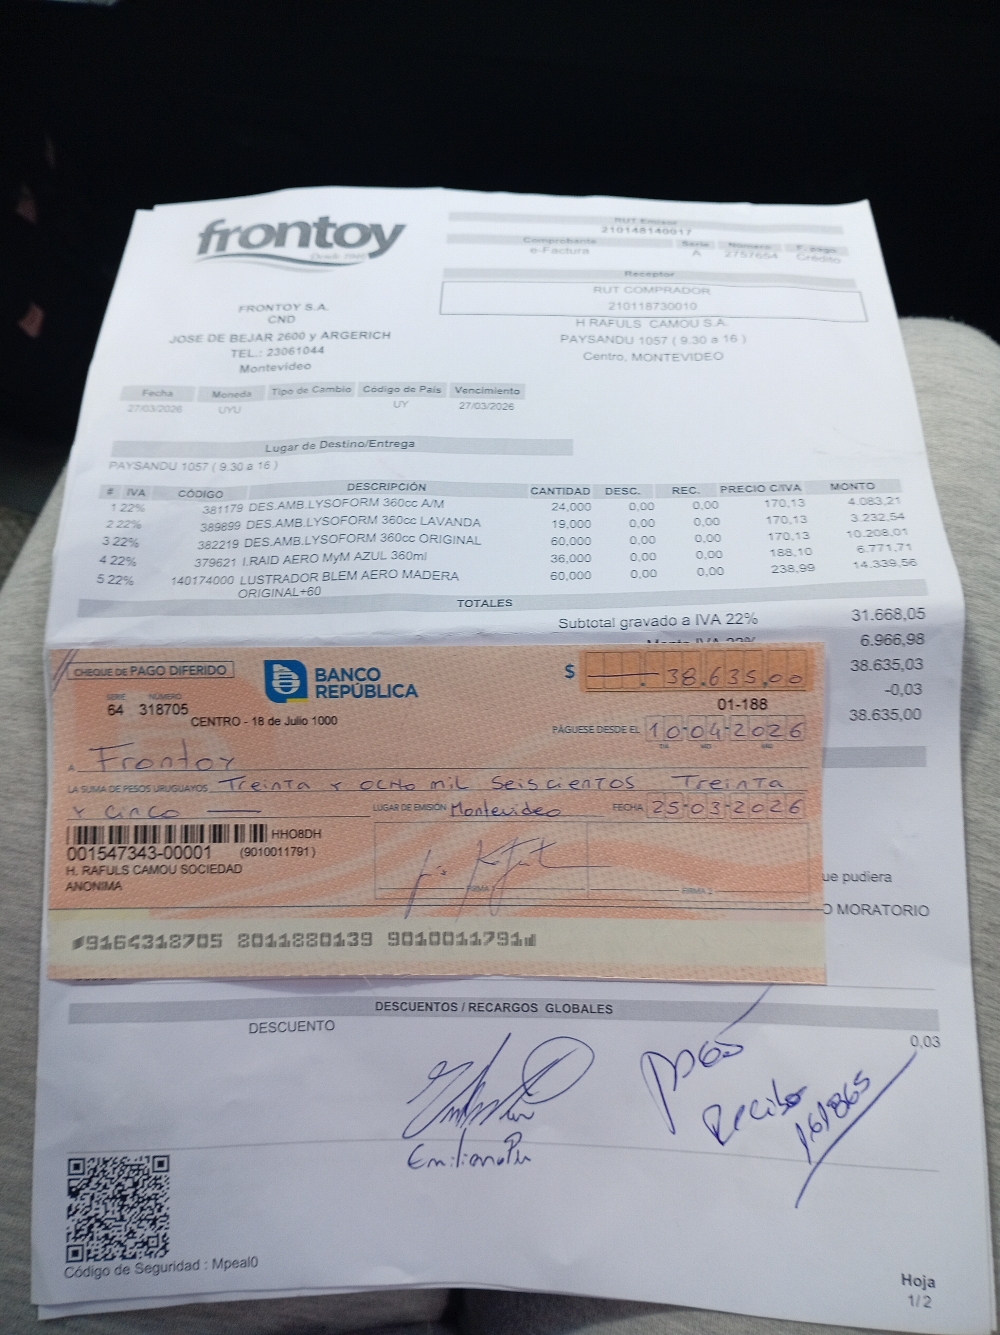 frontoy
Desde 1966
RUT Emisor
210148140017
Comprobante Serie Número F. pago
e-Factura A 2757654 Crédito
Receptor
RUT COMPRADOR
210118730010
H RAFULS CAMOU S.A.
PAYSANDU 1057 ( 9.30 a 16 )
Centro, MONTEVIDEO
FRONTOY S.A.
CND
JOSE DE BEJAR 2600 y ARGERICH
TEL.: 23061044
Montevideo
Fecha Moneda Tipo de Cambio Código de País Vencimiento
27/03/2026 UYU UY 27/03/2026
Lugar de Destino/Entrega
PAYSANDU 1057 ( 9.30 a 16 )
# IVA CÓDIGO DESCRIPCIÓN CANTIDAD DESC. REC. PRECIO C/IVA MONTO
1 22% 381179 DES.AMB.LYSOFORM 360cc A/M 24,000 0,00 0,00 170,13 4.083,21
2 22% 389899 DES.AMB.LYSOFORM 360cc LAVANDA 19,000 0,00 0,00 170,13 3.232,54
3 22% 382219 DES.AMB.LYSOFORM 360cc ORIGINAL 60,000 0,00 0,00 170,13 10.208,01
4 22% 379621 I.RAID AERO MyM AZUL 360ml 36,000 0,00 0,00 188,10 6.771,71
5 22% 140174000 LUSTRADOR BLEM AERO MADERA 60,000 0,00 0,00 238,99 14.339,56
ORIGINAL+60
TOTALES
Subtotal gravado a IVA 22% 31.668,05
Monto IVA 22% 6.966,98
38.635,03
-0,03
38.635,00
CHEQUE DE PAGO DIFERIDO
BANCO
REPÚBLICA
$ 38.635,00
SERIE NÚMERO
64 318705
01-188
CENTRO - 18 de Julio 1000
PÁGUESE DESDE EL 10-04-2026
DÍA MES AÑO
A Frontoy
LA SUMA DE PESOS URUGUAYOS Treinta y ocho mil seiscientos Treinta
y cinco
LUGAR DE EMISIÓN Montevideo FECHA 25-03-2026
HHO8DH
001547343-00001 (9010011791)
H. RAFULS CAMOU SOCIEDAD
ANONIMA
FIRMA 1 FIRMA 2
9164318705 2011880139 9010011791
ue pudiera
O MORATORIO
DESCUENTOS / RECARGOS GLOBALES
DESCUENTO 0,03
Recibo
Código de Seguridad : Mpeal0
Hoja
1/2